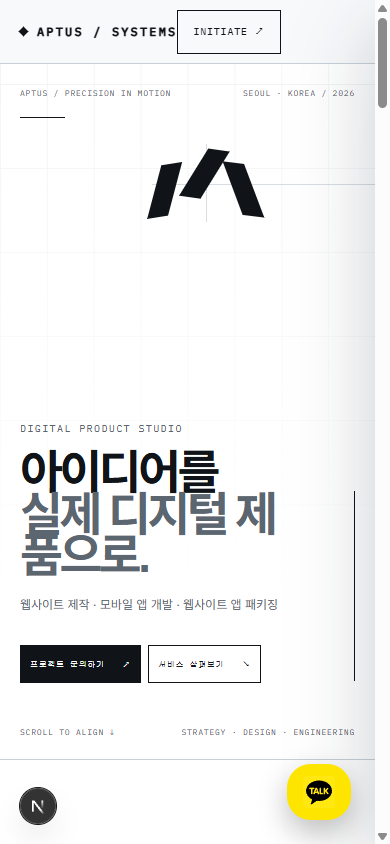 ◆ APTUS / SYSTEMS
INITIATE ↗
APTUS / PRECISION IN MOTION
SEOUL · KOREA / 2026
DIGITAL PRODUCT STUDIO
아이디어를
실제 디지털 제
품으로.
웹사이트 제작 · 모바일 앱 개발 · 웹사이트 앱 패키징
프로젝트 문의하기 ↗
서비스 살펴보기 ↘
SCROLL TO ALIGN ↓
STRATEGY · DESIGN · ENGINEERING
N
TALK